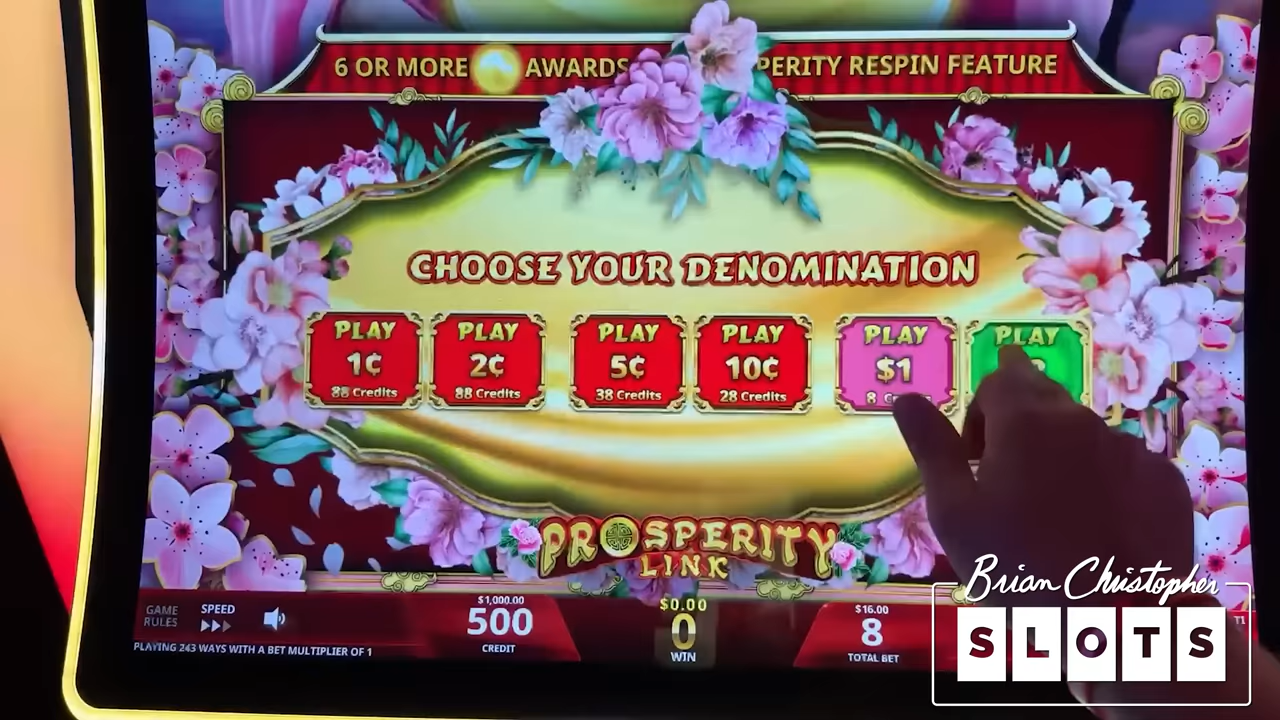 6 OR MORE AWARDS PERITY RESPIN FEATURE
CHOOSE YOUR DENOMINATION
PLAY PLAY PLAY PLAY PLAY PLAY
1¢ 2¢ 5¢ 10¢ $1
88 Credits 88 Credits 38 Credits 28 Credits 8
PROSPERITY
LINK
GAME RULES
SPEED
$1,000.00
500
CREDIT
$0.00
0
WIN
$16.00
8
TOTAL BET
PLAYING 243 WAYS WITH A BET MULTIPLIER OF 1
Brian Christopher
SLOTS